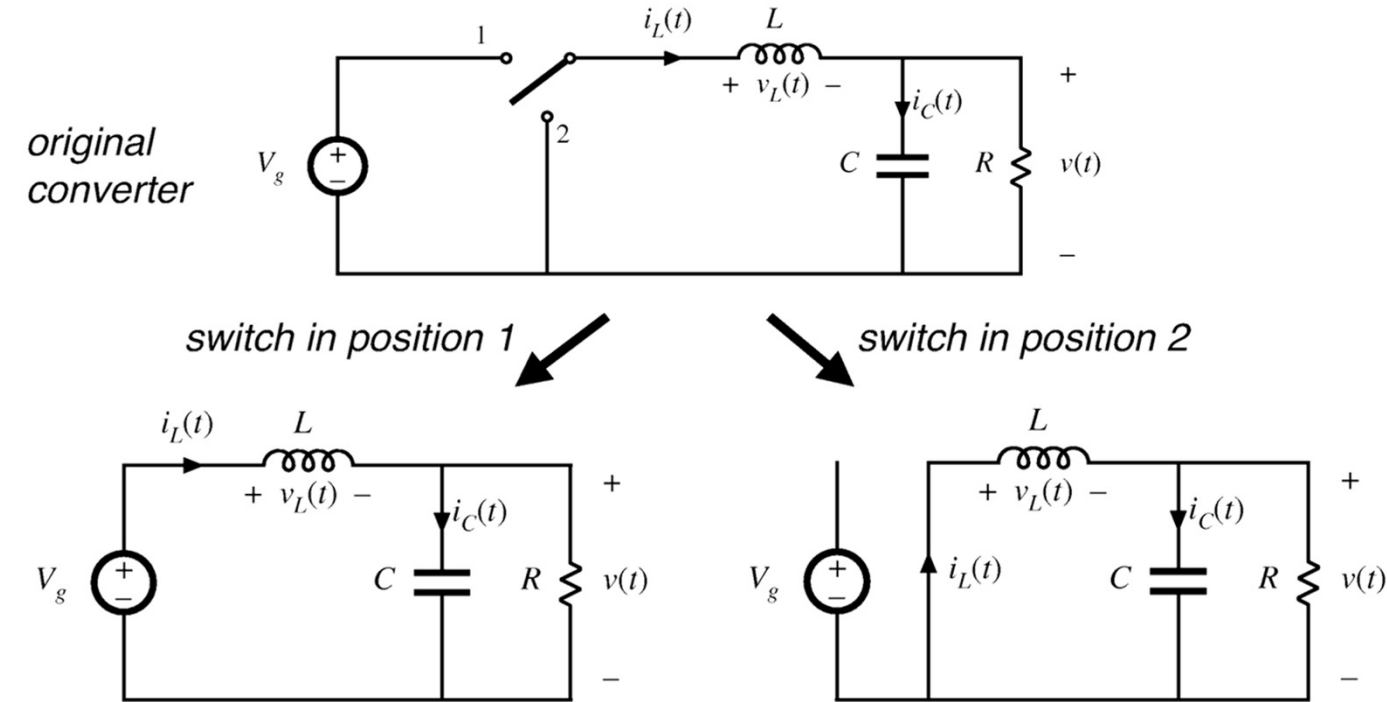 i_L(t) L
1
+ v_L(t) −
+
i_C(t)
2
original
converter
V_g
+
−
C R v(t)
−
switch in position 1
switch in position 2
i_L(t) L
+ v_L(t) −
+
i_C(t)
V_g
+
−
C R v(t)
−
L
+ v_L(t) −
+
i_C(t)
V_g
+
−
i_L(t)
C R v(t)
−